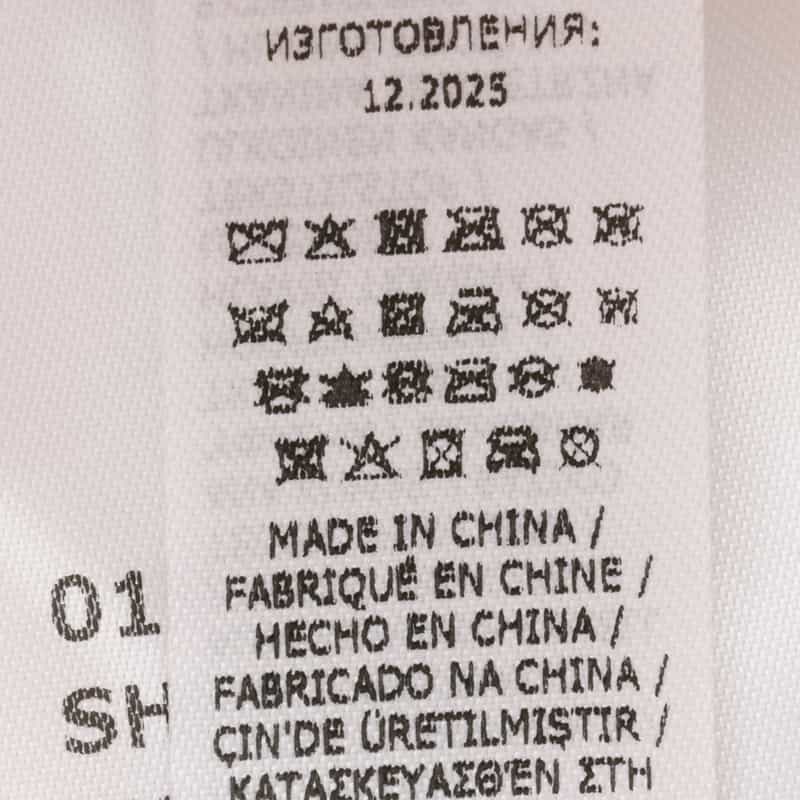 ИЗГОТОВЛЕНИЯ:
12.2025
MADE IN CHINA /
FABRIQUÉ EN CHINE /
HECHO EN CHINA /
FABRICADO NA CHINA /
ÇIN'DE ÜRETILMIŞTIR /
ΚΑΤΑΣΚΕΥΑΣΘΈΝ ΣΤΗ
01
SH